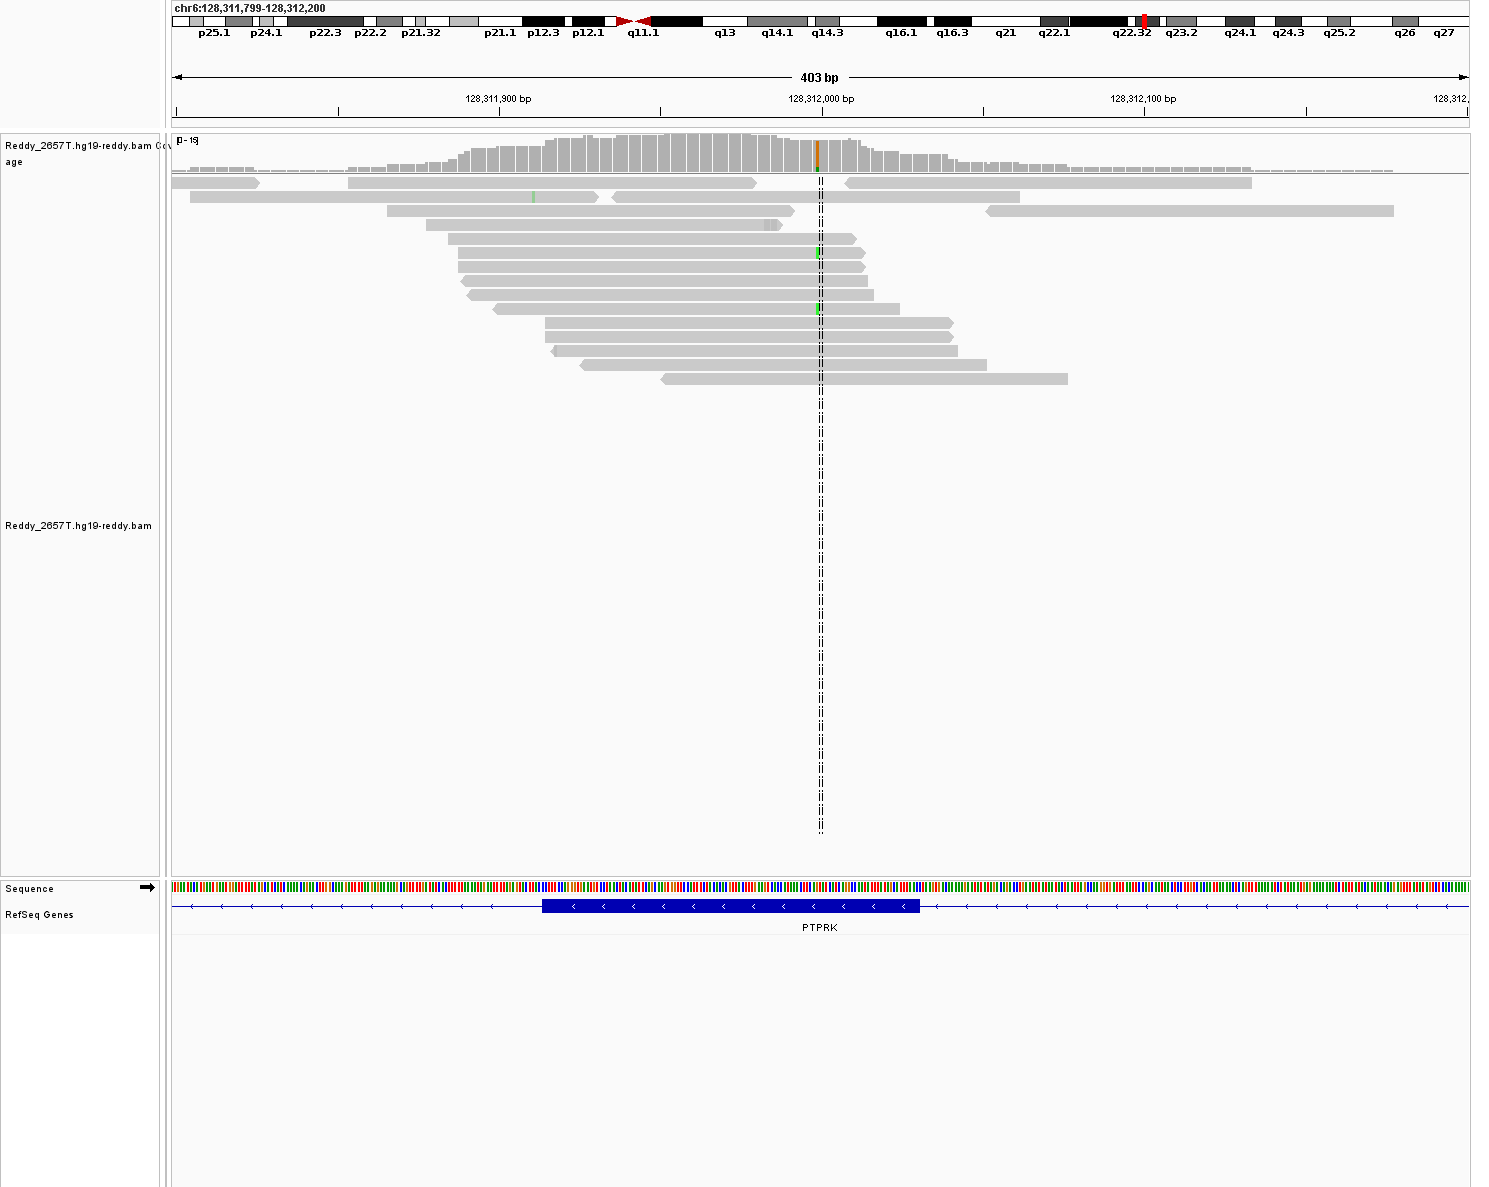 chr6:128,311,799-128,312,200
p25.1 p24.1 p22.3 p22.2 p21.32 p21.1 p12.3 p12.1 q11.1 q13 q14.1 q14.3 q16.1 q16.3 q21 q22.1 q22.32 q23.2 q24.1 q24.3 q25.2 q26 q27
403 bp
128,311,900 bp 128,312,000 bp 128,312,100 bp 128,312,
Reddy_2657T.hg19-reddy.bam Cov
age
[0 - 19]
Reddy_2657T.hg19-reddy.bam
Sequence
RefSeq Genes
PTPRK